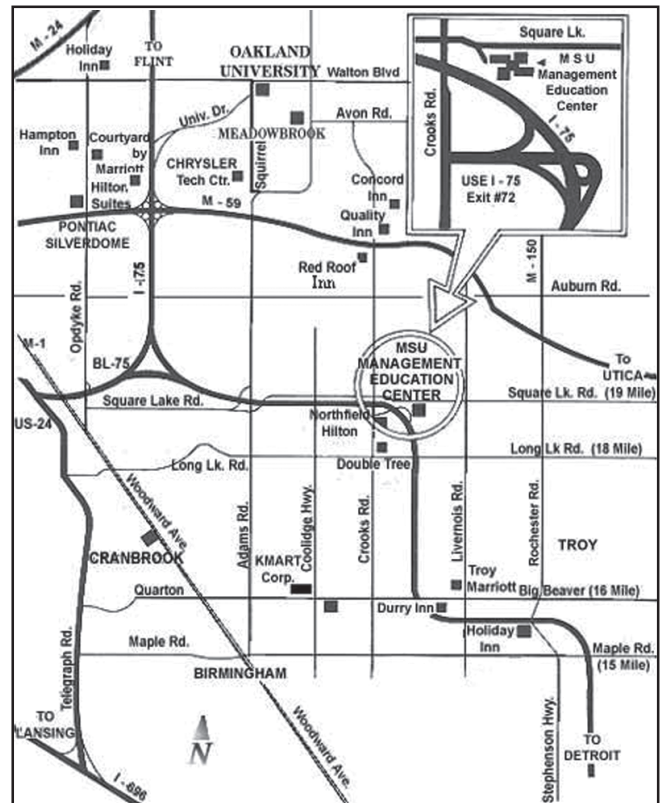 M - 24
Holiday
Inn
TO
FLINT
OAKLAND
UNIVERSITY
Walton Blvd
Square Lk.
M S U
Management
Education
Center
Crooks Rd.
I - 75
USE I - 75
Exit #72
Univ. Dr.
MEADOWBROOK
Avon Rd.
Hampton
Inn
Courtyard
by
Marriott
Hilton
Suites
CHRYSLER
Tech Ctr.
Squirrel
M - 59
Concord
Inn
Quality
Inn
PONTIAC
SILVERDOME
Red Roof
Inn
I - 75
M - 150
Auburn Rd.
Opdyke Rd.
M-1
BL-75
MSU
MANAGEMENT
EDUCATION
CENTER
To
UTICA
Square Lake Rd.
Square Lk. Rd. (19 Mile)
US-24
Northfield
Hilton
Long Lk. Rd.
Double Tree
Long Lk Rd. (18 Mile)
Woodward Ave.
Adams Rd.
Coolidge Hwy.
Crooks Rd.
Livernois Rd.
Rochester Rd.
TROY
CRANBROOK
KMART
Corp.
Troy
Marriott
Quarton
Big Beaver (16 Mile)
Durry Inn
Holiday
Inn
Maple Rd.
Maple Rd.
(15 Mile)
Telegraph Rd.
BIRMINGHAM
TO
LANSING
N
Woodward Ave.
Stephenson Hwy.
TO
DETROIT
I - 696